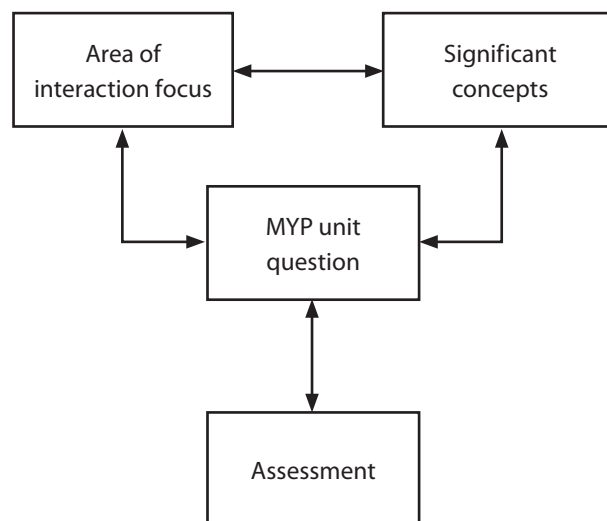 Area of
interaction focus
Significant
concepts
MYP unit
question
Assessment